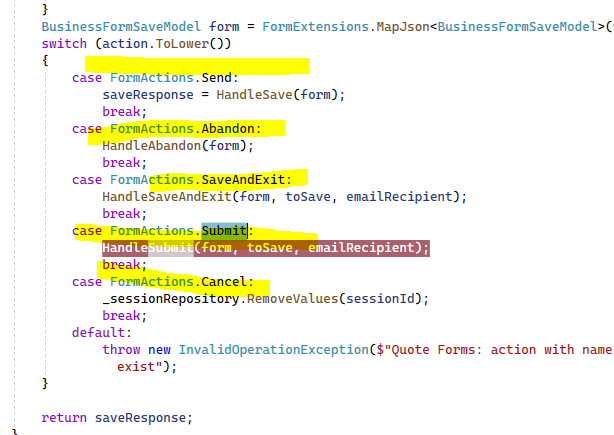 }
BusinessFormSaveModel form = FormExtensions.MapJson<BusinessFormSaveModel>(
switch (action.ToLower())
{
case FormActions.Send:
saveResponse = HandleSave(form);
break;
case FormActions.Abandon:
HandleAbandon(form);
break;
case FormActions.SaveAndExit:
HandleSaveAndExit(form, toSave, emailRecipient);
break;
case FormActions.Submit:
HandleSubmit(form, toSave, emailRecipient);
break;
case FormActions.Cancel:
_sessionRepository.RemoveValues(sessionId);
break;
default:
throw new InvalidOperationException($"Quote Forms: action with name
exist");
}
return saveResponse;
}